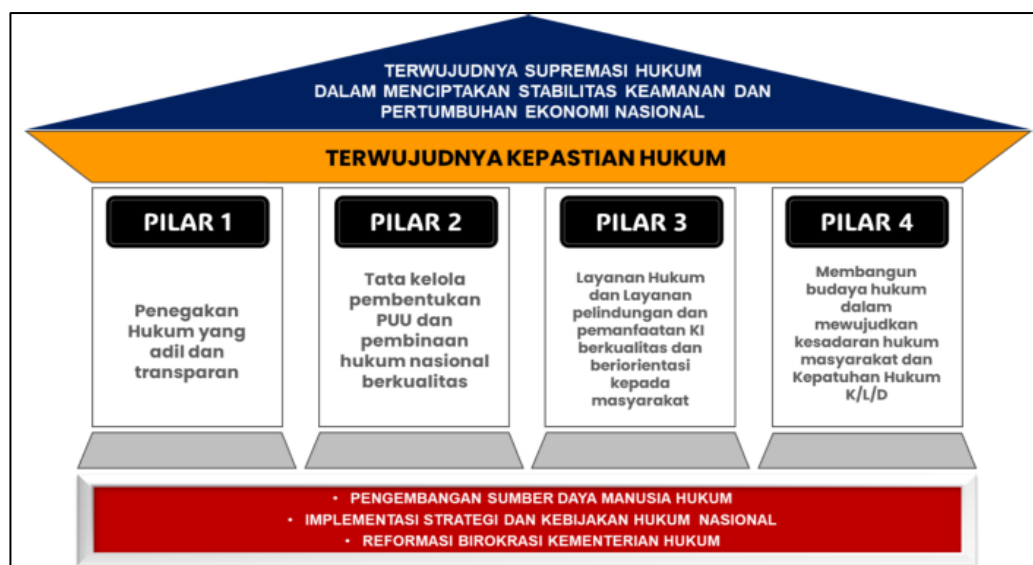 TERWUJUDNYA SUPREMASI HUKUM
DALAM MENCIPTAKAN STABILITAS KEAMANAN DAN
PERTUMBUHAN EKONOMI NASIONAL
TERWUJUDNYA KEPASTIAN HUKUM
PILAR 1
Penegakan
Hukum yang
adil dan
transparan
PILAR 2
Tata kelola
pembentukan
PUU dan
pembinaan
hukum nasional
berkualitas
PILAR 3
Layanan Hukum
dan Layanan
pelindungan dan
pemanfaatan KI
berkualitas dan
beriorientasi
kepada
masyarakat
PILAR 4
Membangun
budaya hukum
dalam
mewujudkan
kesadaran hukum
masyarakat dan
Kepatuhan Hukum
K/L/D
• PENGEMBANGAN SUMBER DAYA MANUSIA HUKUM
• IMPLEMENTASI STRATEGI DAN KEBIJAKAN HUKUM NASIONAL
• REFORMASI BIROKRASI KEMENTERIAN HUKUM